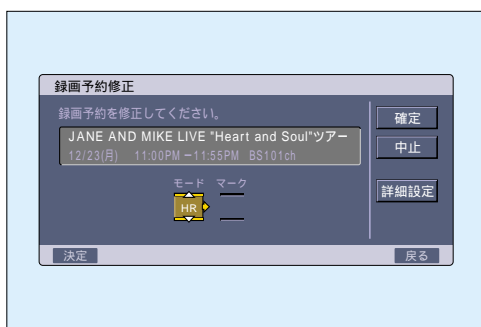 録画予約修正
録画予約を修正してください。
JANE AND MIKE LIVE "Heart and Soul"ツアー
12/23(月) 11:00PM－11:55PM BS101ch
モード マーク
HR
確定
中止
詳細設定
決定
戻る